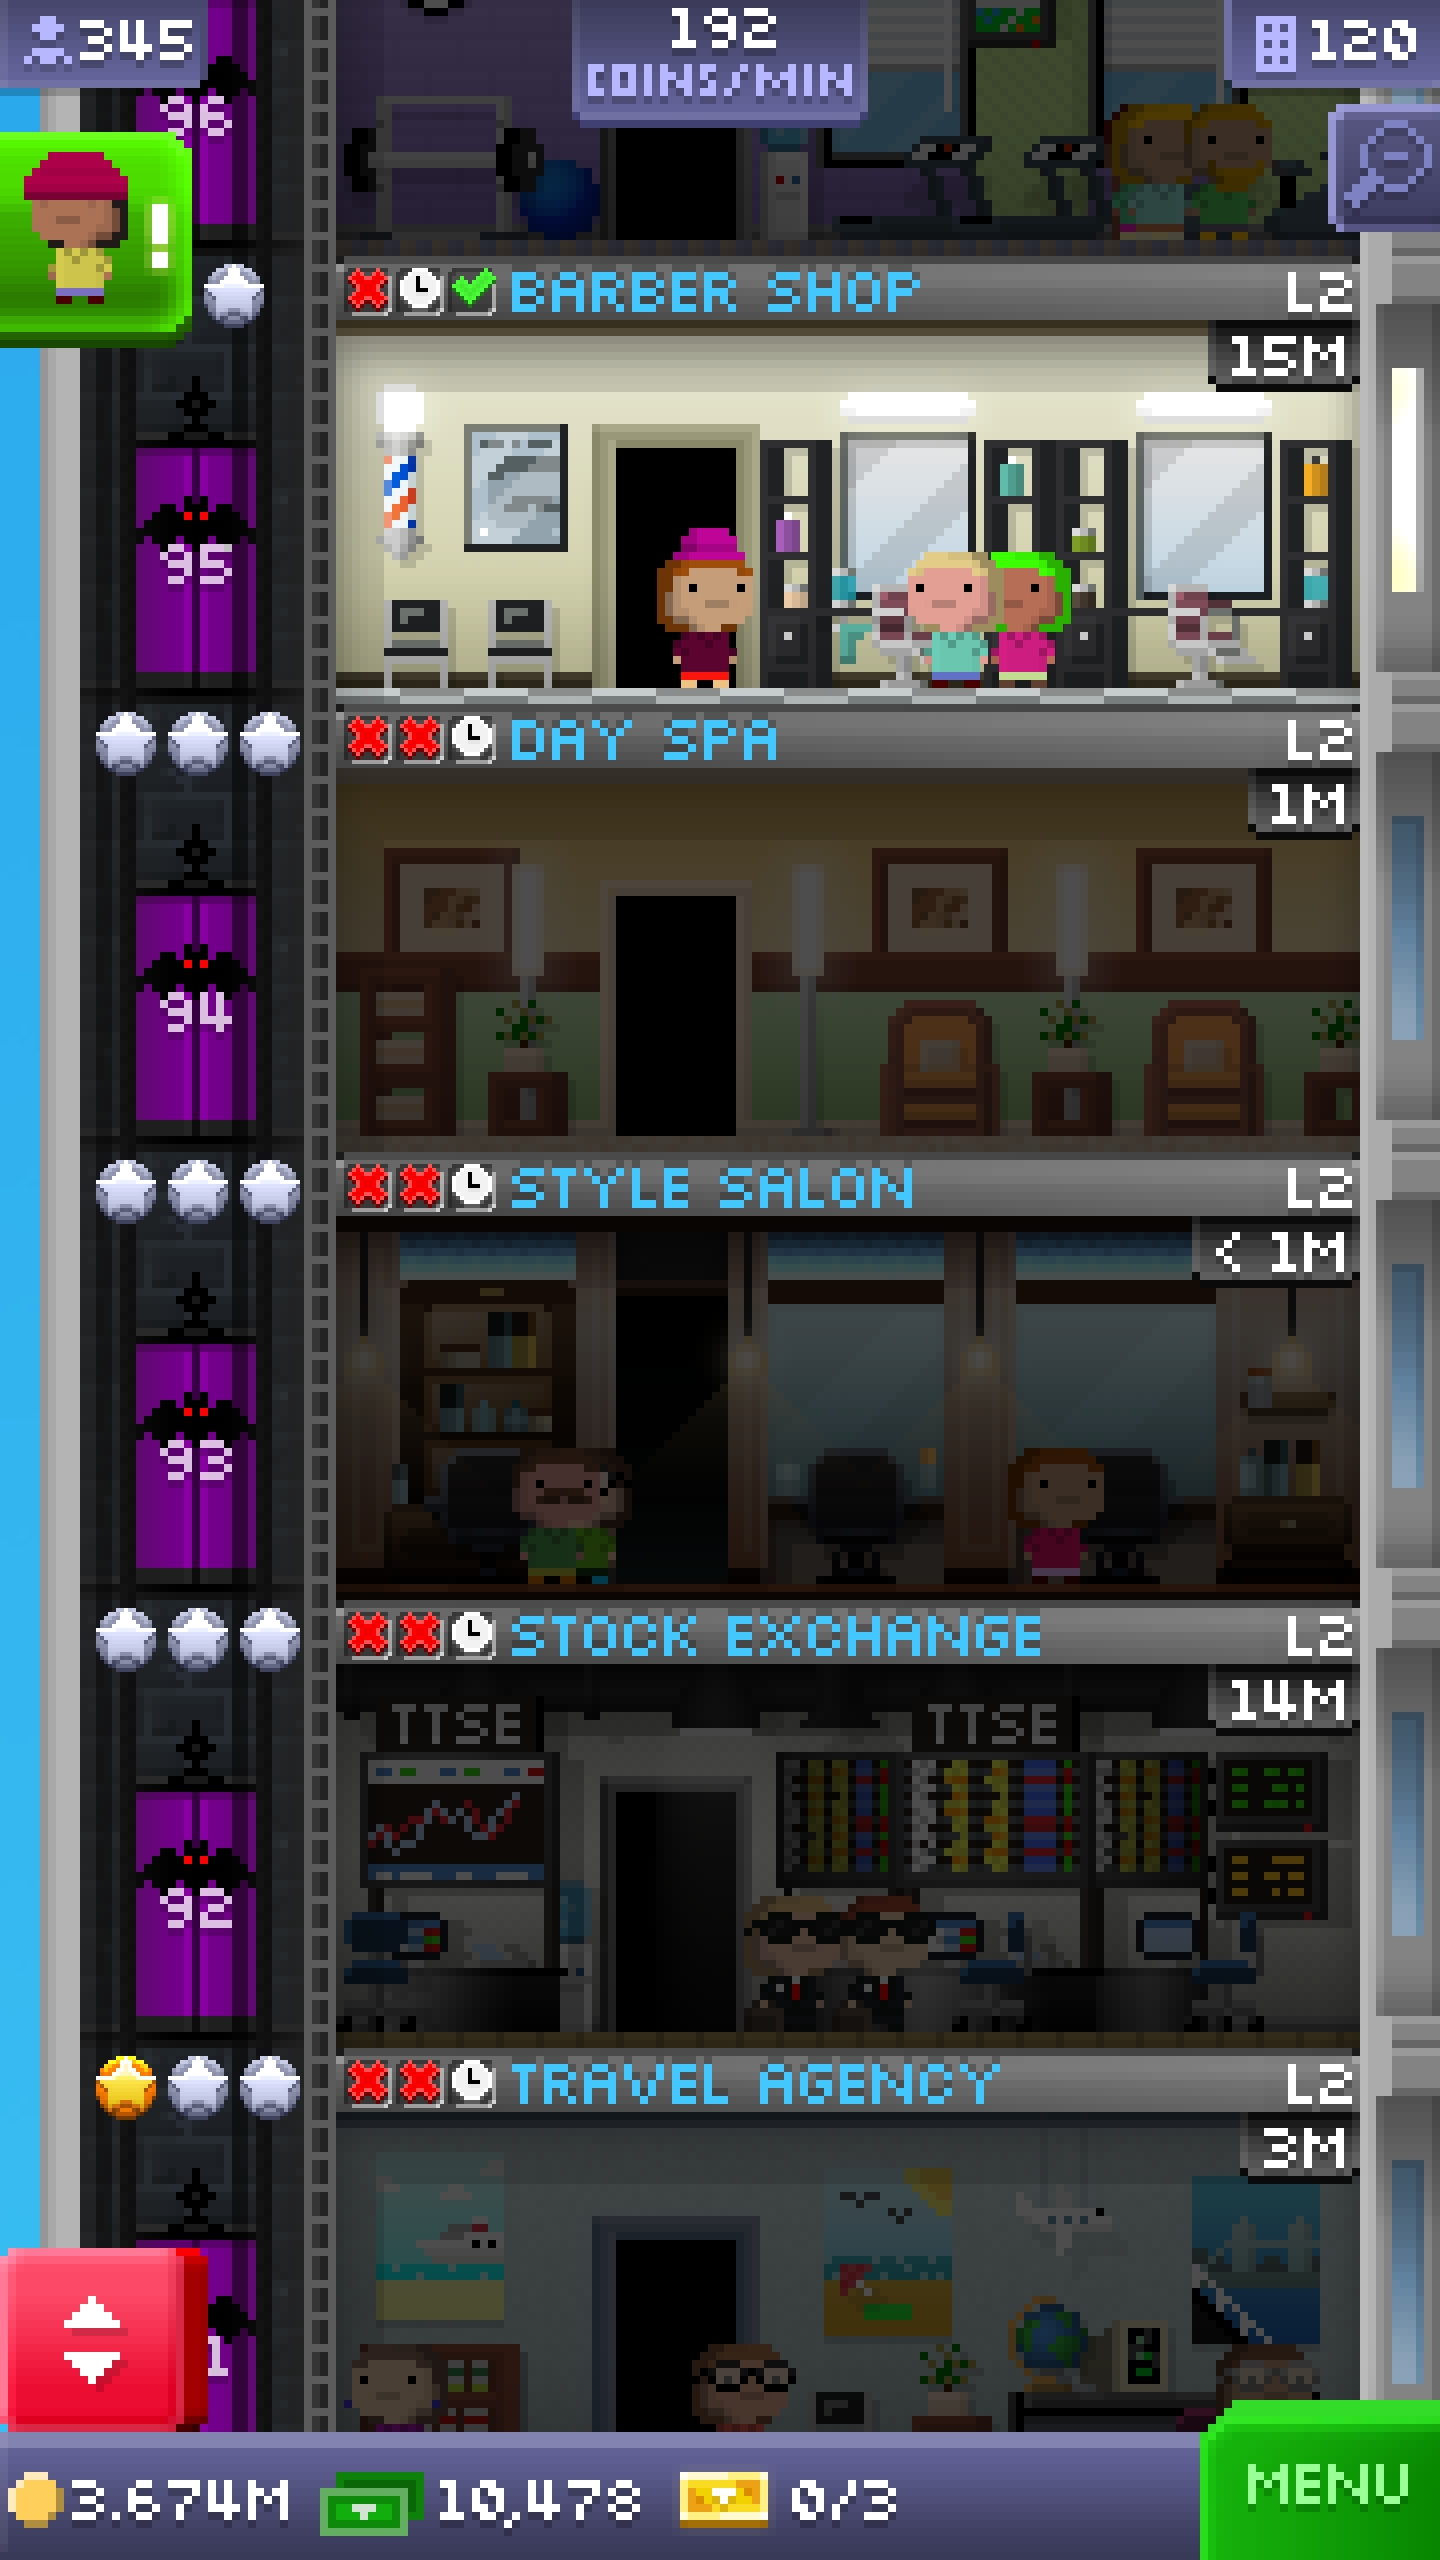 345
192
COINS/MIN
120
96
!
BARBER SHOP L2
15M
95
DAY SPA L2
1M
94
STYLE SALON L2
< 1M
93
STOCK EXCHANGE L2
14M
TTSE TTSE
92
TRAVEL AGENCY L2
3M
1
3.674M 10,478 0/3
MENU